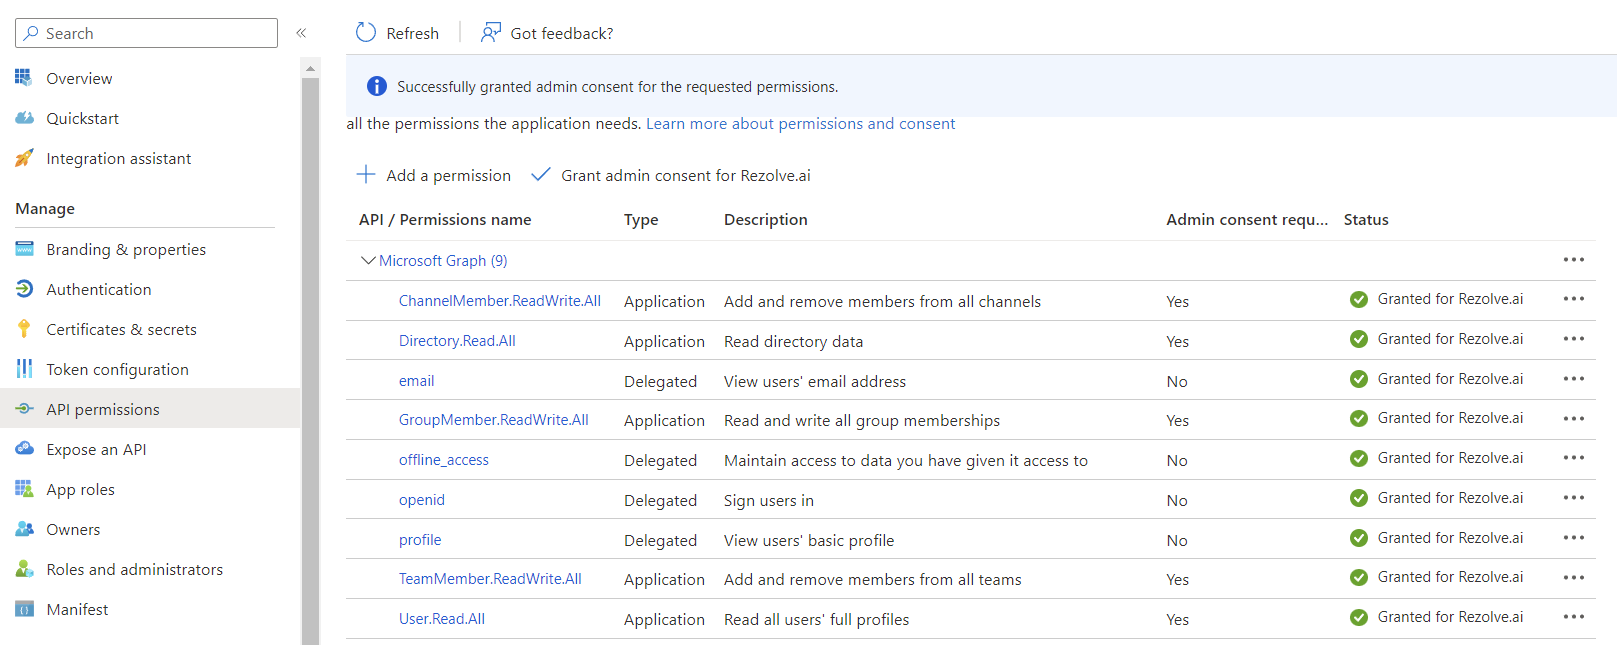 Search
«
Overview
Quickstart
Integration assistant
Manage
Branding & properties
Authentication
Certificates & secrets
Token configuration
API permissions
Expose an API
App roles
Owners
Roles and administrators
Manifest
Refresh
Got feedback?
Successfully granted admin consent for the requested permissions.
all the permissions the application needs. Learn more about permissions and consent
Add a permission
Grant admin consent for Rezolve.ai
API / Permissions name Type Description Admin consent requ... Status
Microsoft Graph (9)
ChannelMember.ReadWrite.All Application Add and remove members from all channels Yes Granted for Rezolve.ai
Directory.Read.All Application Read directory data Yes Granted for Rezolve.ai
email Delegated View users' email address No Granted for Rezolve.ai
GroupMember.ReadWrite.All Application Read and write all group memberships Yes Granted for Rezolve.ai
offline_access Delegated Maintain access to data you have given it access to No Granted for Rezolve.ai
openid Delegated Sign users in No Granted for Rezolve.ai
profile Delegated View users' basic profile No Granted for Rezolve.ai
TeamMember.ReadWrite.All Application Add and remove members from all teams Yes Granted for Rezolve.ai
User.Read.All Application Read all users' full profiles Yes Granted for Rezolve.ai